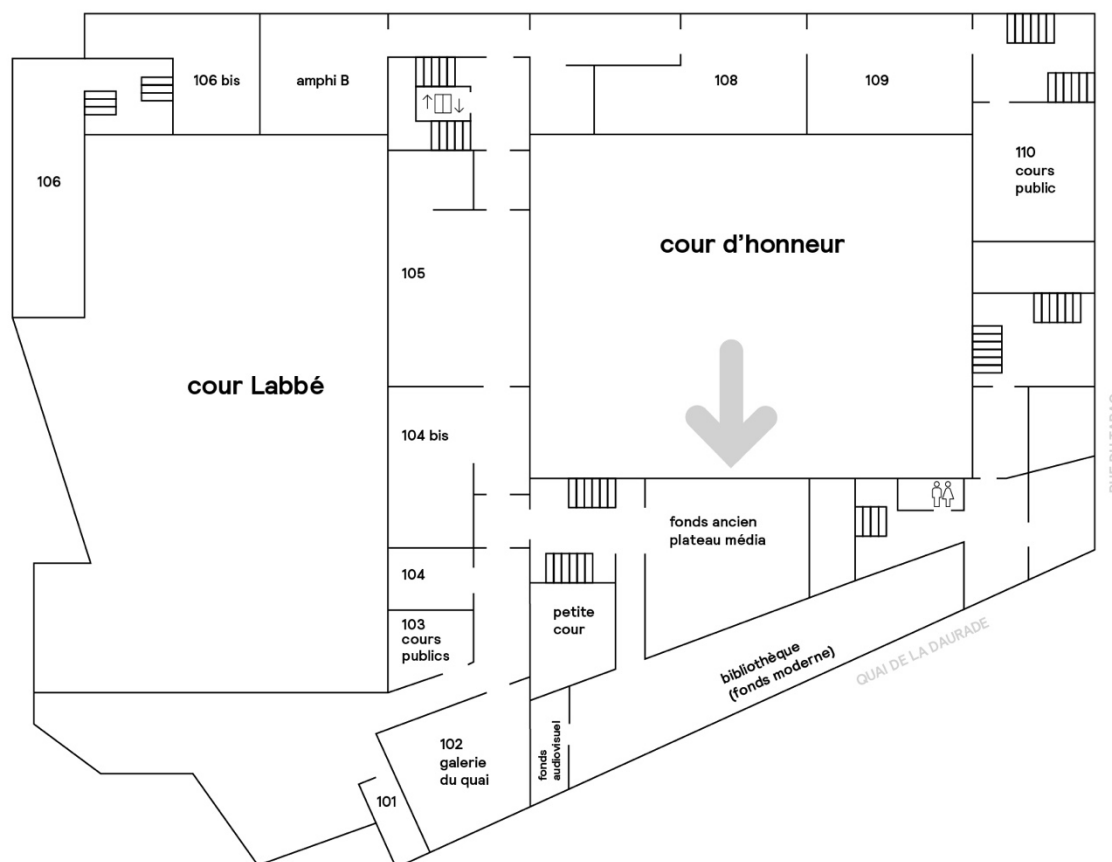 106 bis
amphi B
108
109
110
cours
public
106
cour d’honneur
105
cour Labbé
104 bis
fonds ancien
plateau média
104
petite
cour
103
cours
publics
bibliothèque
(fonds moderne)
QUAI DE LA DAURADE
102
galerie
du quai
fonds
audiovisuel
101